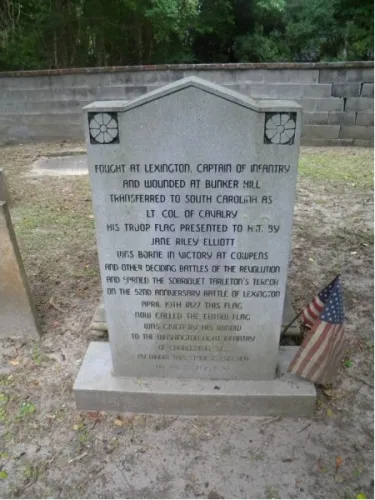 FOUGHT AT LEXINGTON, CAPTAIN OF INFANTRY
AND WOUNDED AT BUNKER HILL
TRANSFERRED TO SOUTH CAROLINA AS
LT. COL. OF CAVALRY
HIS TROOP FLAG PRESENTED TO H.T. BY
JANE RILEY ELLIOTT
WAS BORNE IN VICTORY AT COWPENS
AND OTHER DECIDING BATTLES OF THE REVOLUTION
AND EARNED THE SOBRIQUET TARLETON'S TERROR
ON THE 52ND ANNIVERSARY BATTLE OF LEXINGTON
APRIL 19TH 1827 THIS FLAG
NOW CALLED THE EUTAW FLAG
WAS GIVEN BY HIS WIDOW
TO THE WASHINGTON LIGHT INFANTRY
OF CHARLESTON, S.C.
THIS